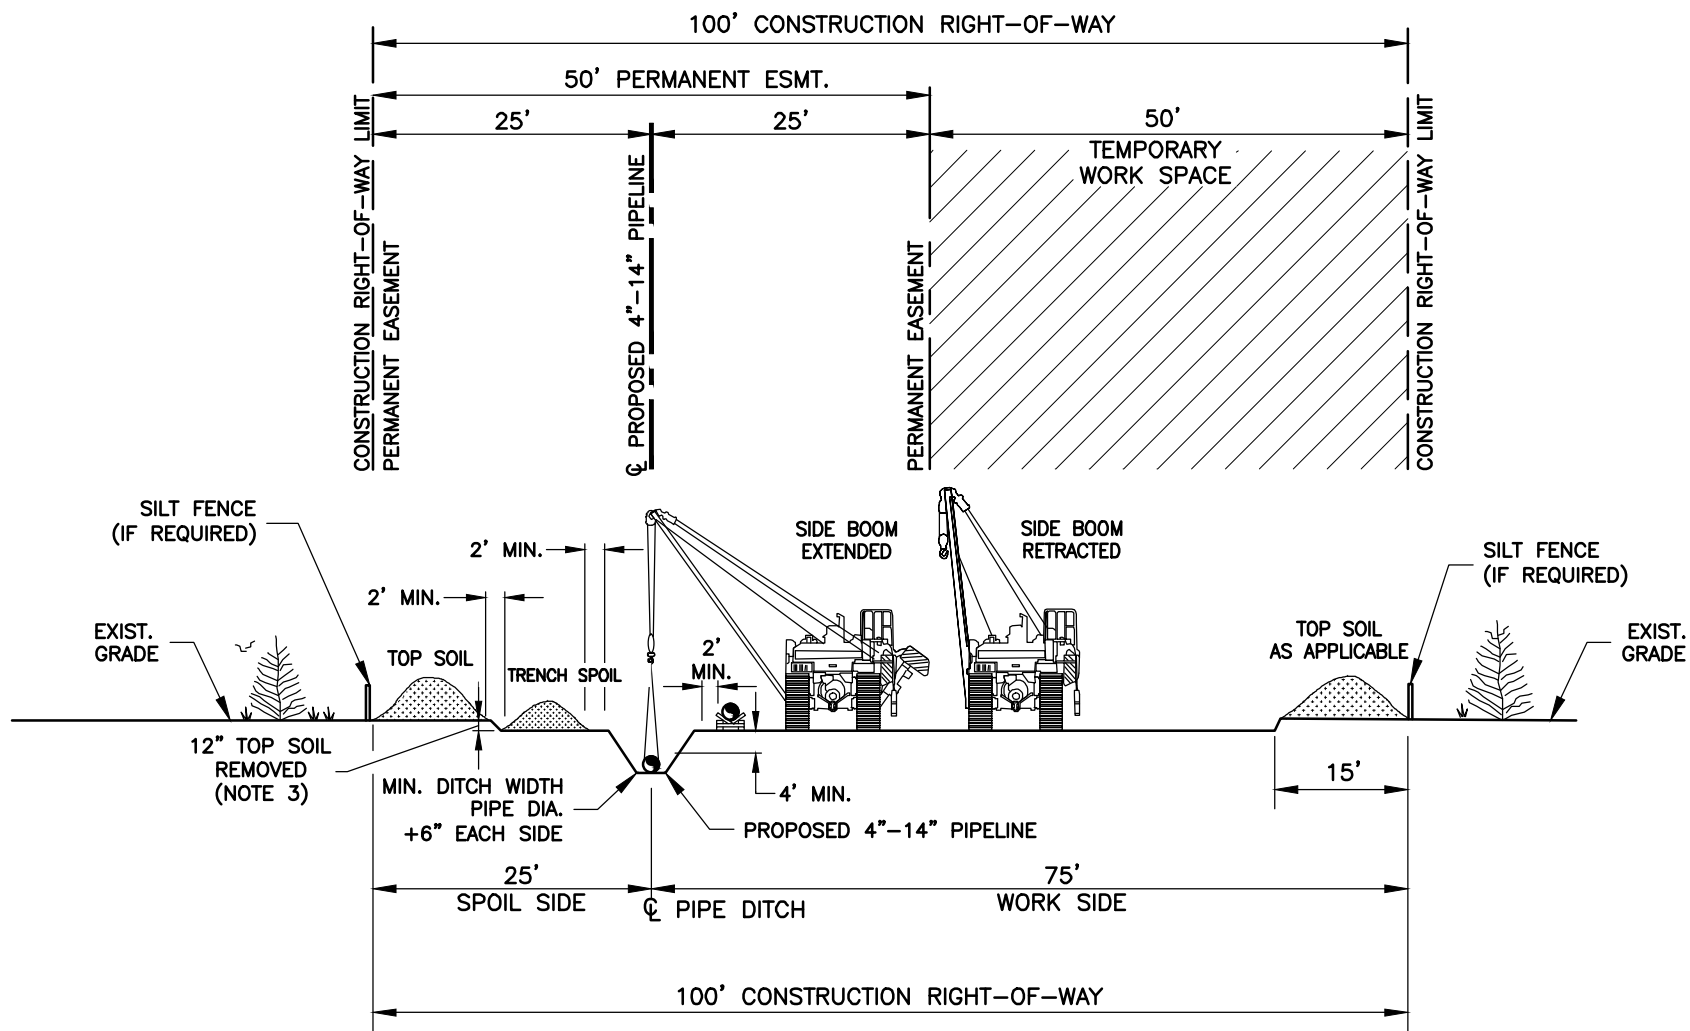 100' CONSTRUCTION RIGHT-OF-WAY
50' PERMANENT ESMT.
25'
25'
50'
TEMPORARY
WORK SPACE
CONSTRUCTION RIGHT-OF-WAY LIMIT
PERMANENT EASEMENT
℄ PROPOSED 4"-14" PIPELINE
PERMANENT EASEMENT
CONSTRUCTION RIGHT-OF-WAY LIMIT
SILT FENCE
(IF REQUIRED)
2' MIN.
2' MIN.
SIDE BOOM
EXTENDED
SIDE BOOM
RETRACTED
SILT FENCE
(IF REQUIRED)
EXIST.
GRADE
TOP SOIL
TRENCH SPOIL
2'
MIN.
TOP SOIL
AS APPLICABLE
EXIST.
GRADE
12" TOP SOIL
REMOVED
(NOTE 3)
MIN. DITCH WIDTH
PIPE DIA.
+6" EACH SIDE
4' MIN.
PROPOSED 4"-14" PIPELINE
15'
25'
SPOIL SIDE
℄ PIPE DITCH
75'
WORK SIDE
100' CONSTRUCTION RIGHT-OF-WAY